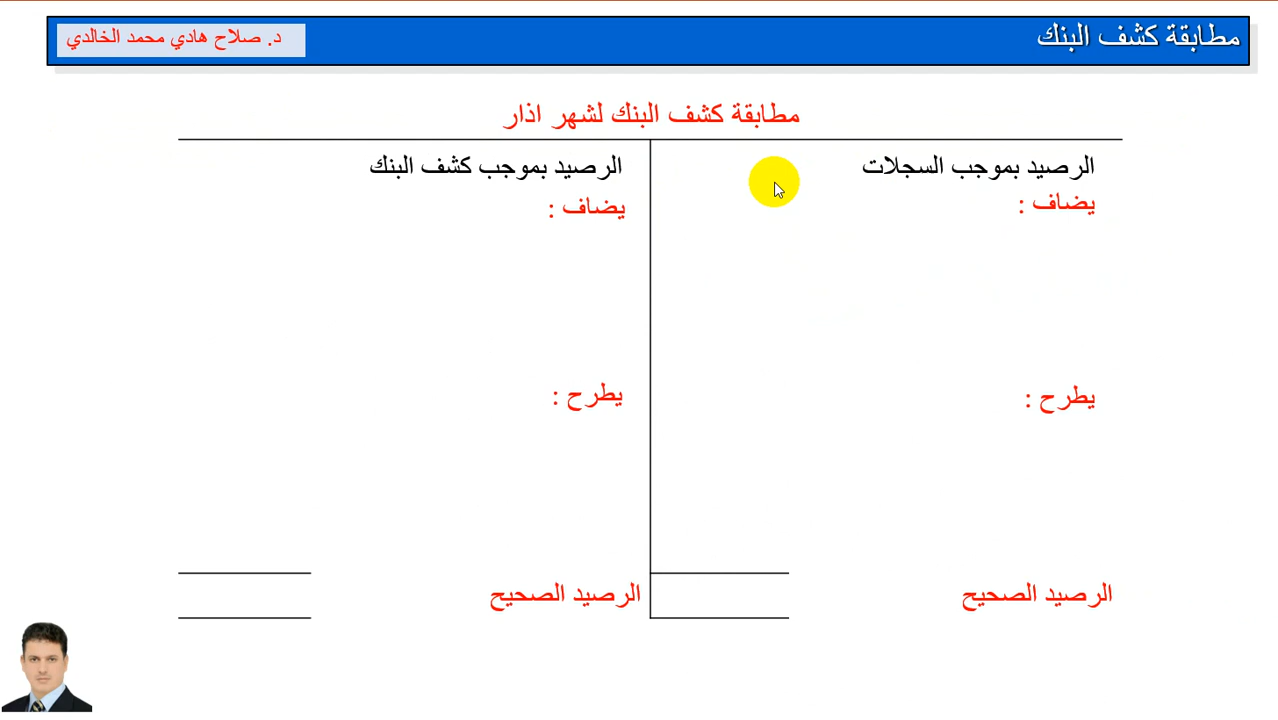 مطابقة كشف البنك
د. صلاح هادي محمد الخالدي
مطابقة كشف البنك لشهر اذار
الرصيد بموجب السجلات
يضاف :
يطرح :
الرصيد الصحيح
الرصيد بموجب كشف البنك
يضاف :
يطرح :
الرصيد الصحيح